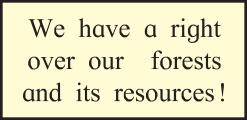 We have a right
over our forests
and its resources!